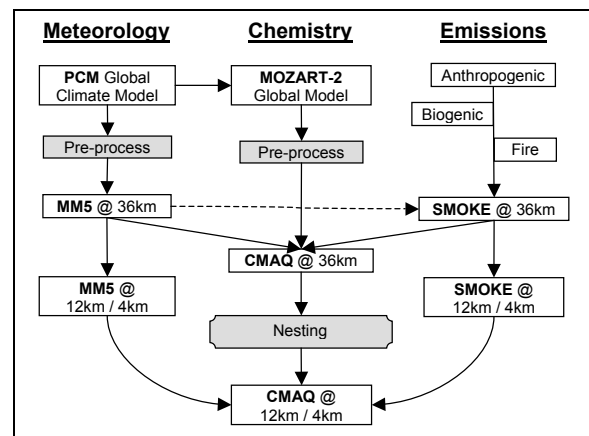 Meteorology
Chemistry
Emissions
PCM Global
Climate Model
MOZART-2
Global Model
Anthropogenic
Biogenic
Fire
Pre-process
Pre-process
MM5 @ 36km
SMOKE @ 36km
CMAQ @ 36km
MM5 @
12km / 4km
SMOKE @
12km / 4km
Nesting
CMAQ @
12km / 4km